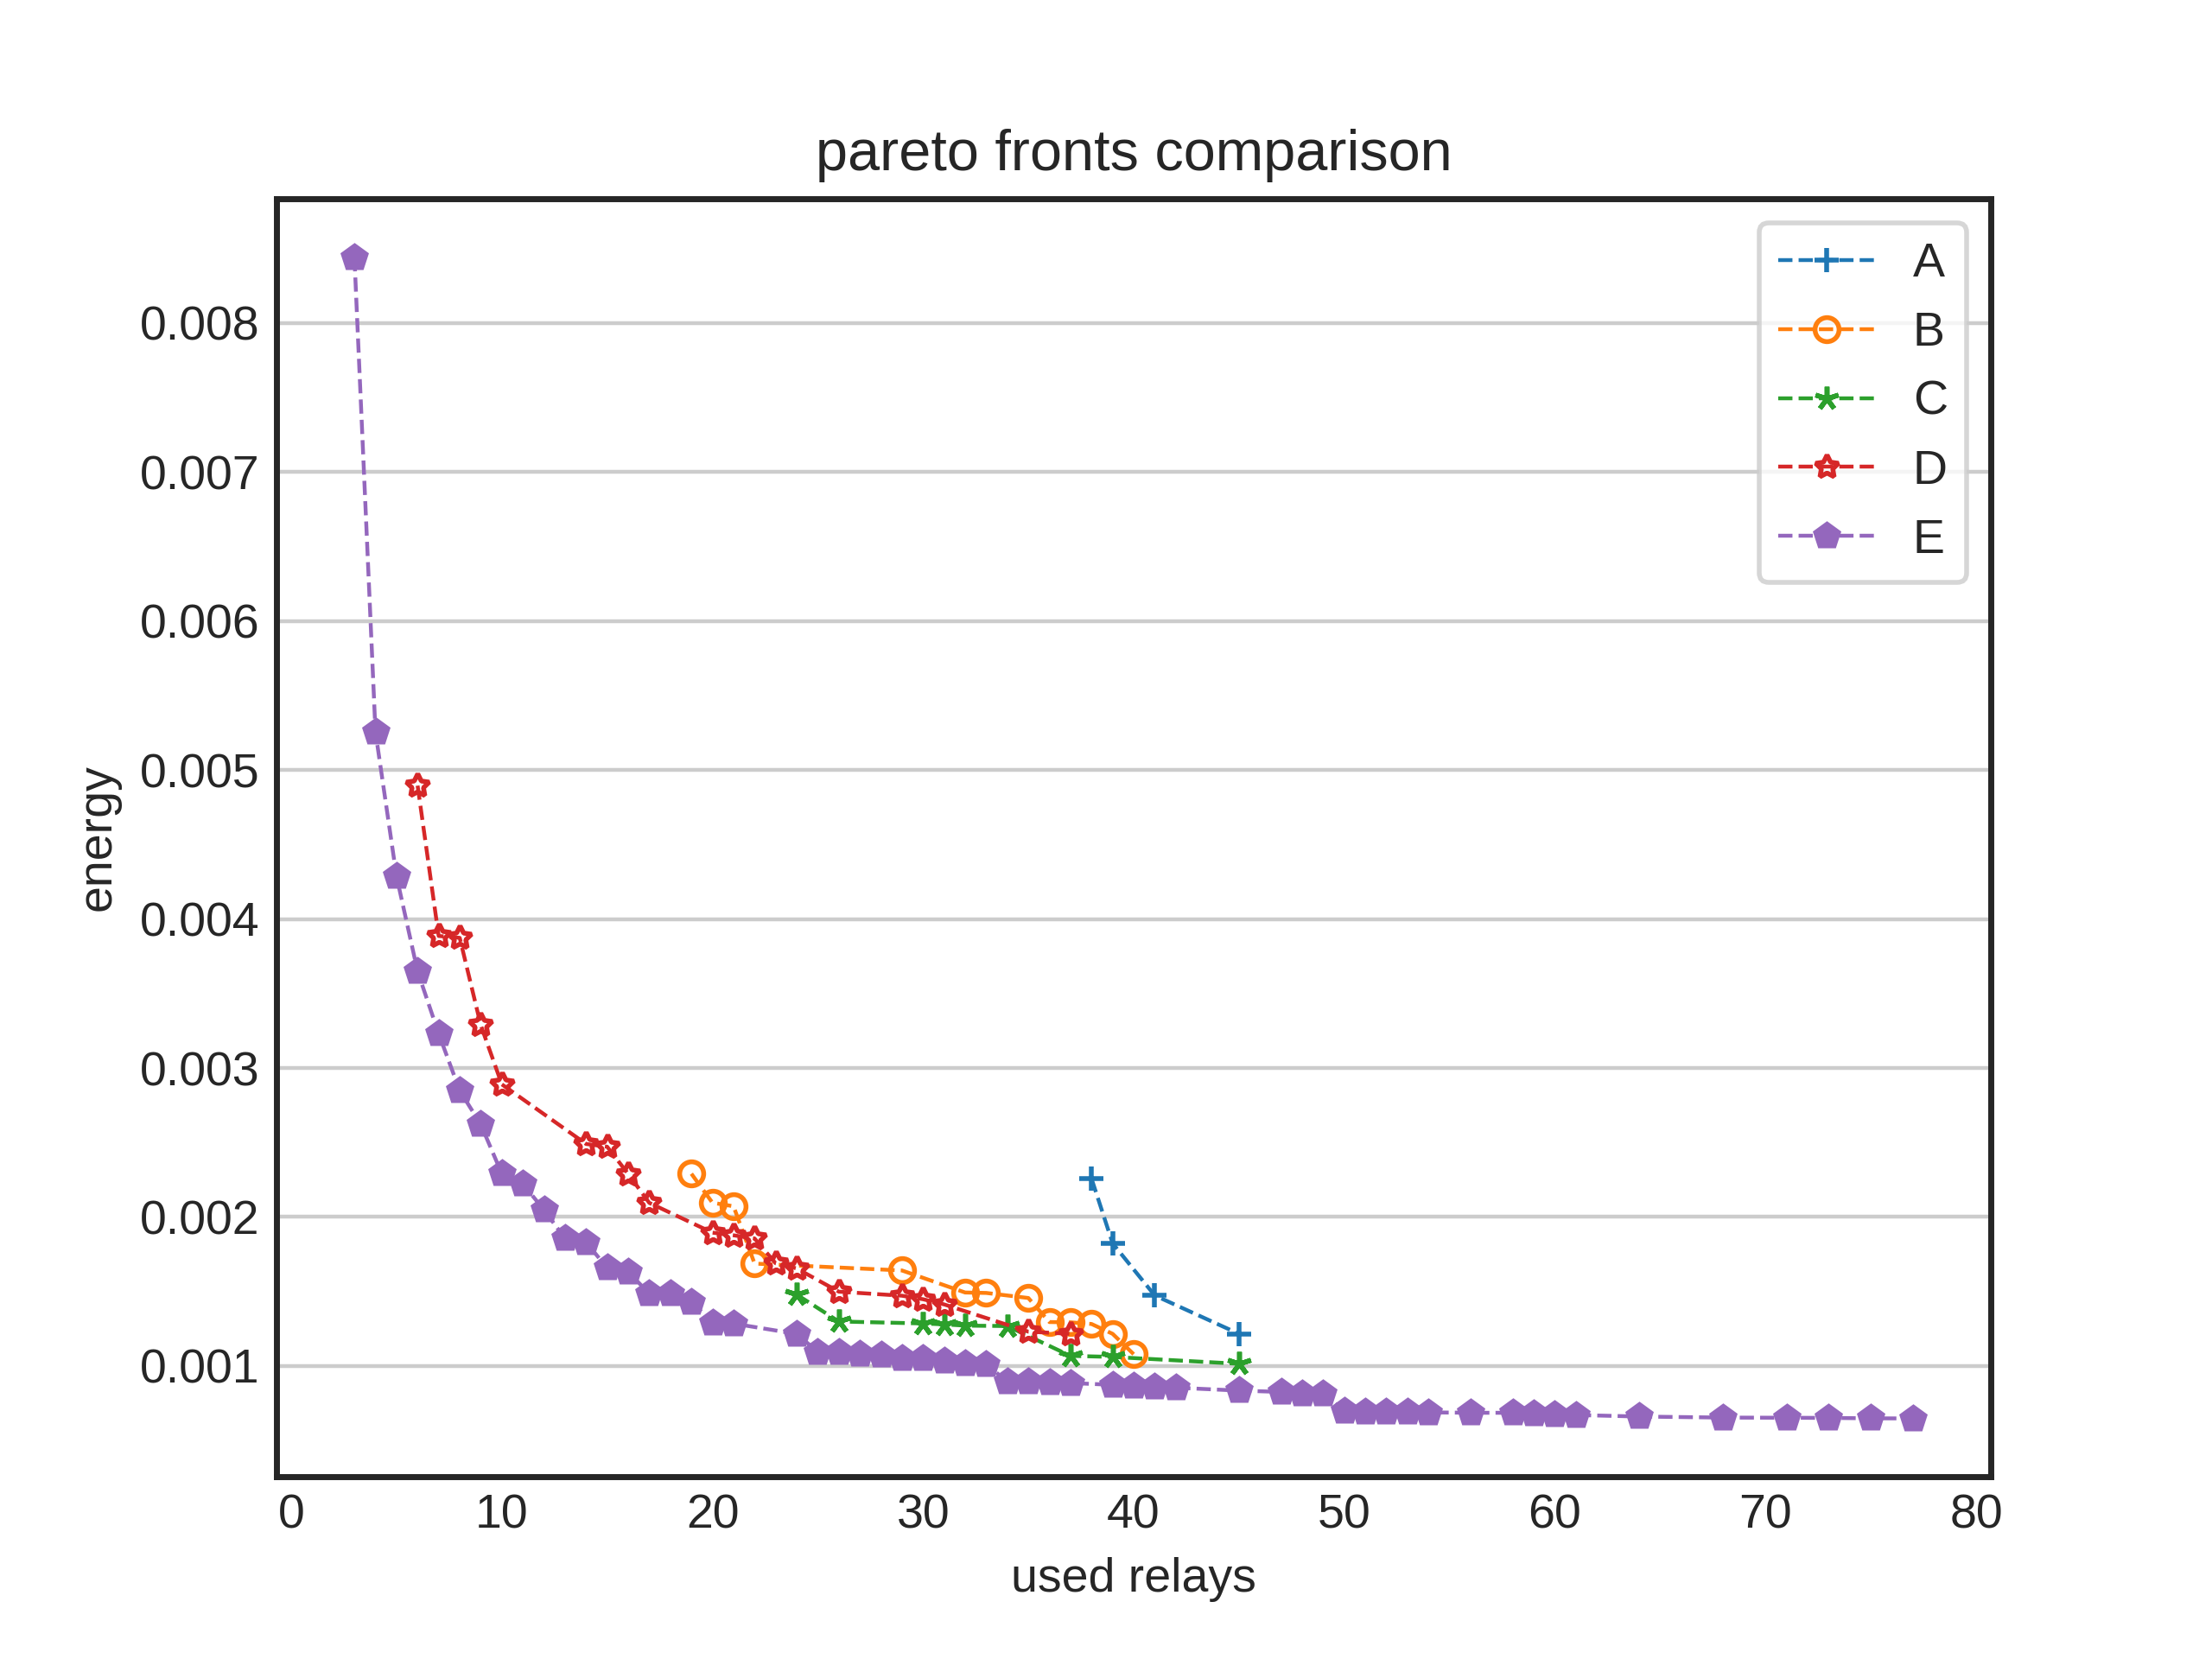 pareto fronts comparison
A
B
C
D
E
0.008
0.007
0.006
0.005
0.004
0.003
0.002
0.001
energy
0 10 20 30 40 50 60 70 80
used relays